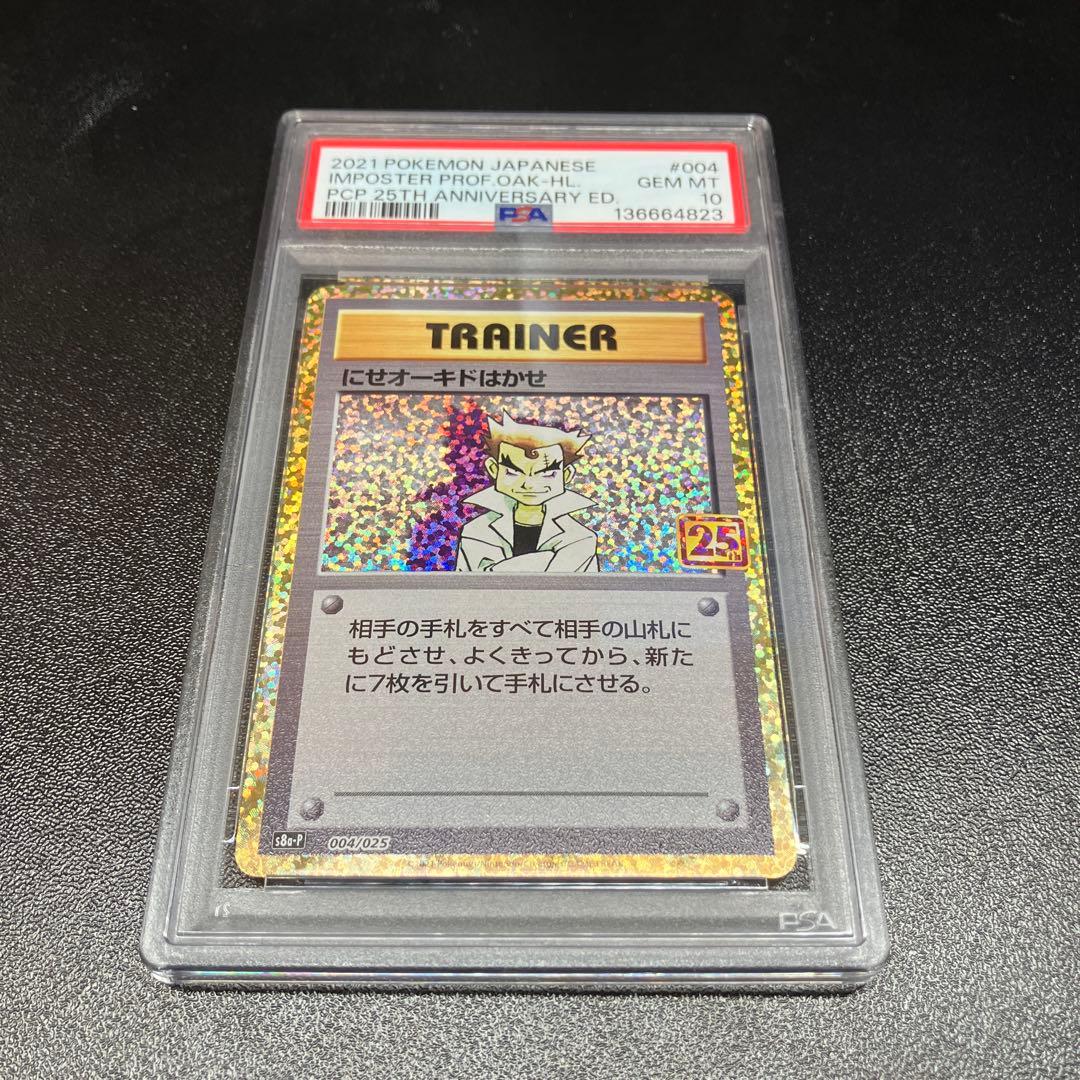 2021 POKEMON JAPANESE #004
IMPOSTER PROF.OAK-HL. GEM MT
PCP 25TH ANNIVERSARY ED. 10
PSA 136664823
TRAINER
にせオーキドはかせ
25th
相手の手札をすべて相手の山札に
もどさせ、よくきってから、新た
に7枚を引いて手札にさせる。
s8a-P 004/025
PSA